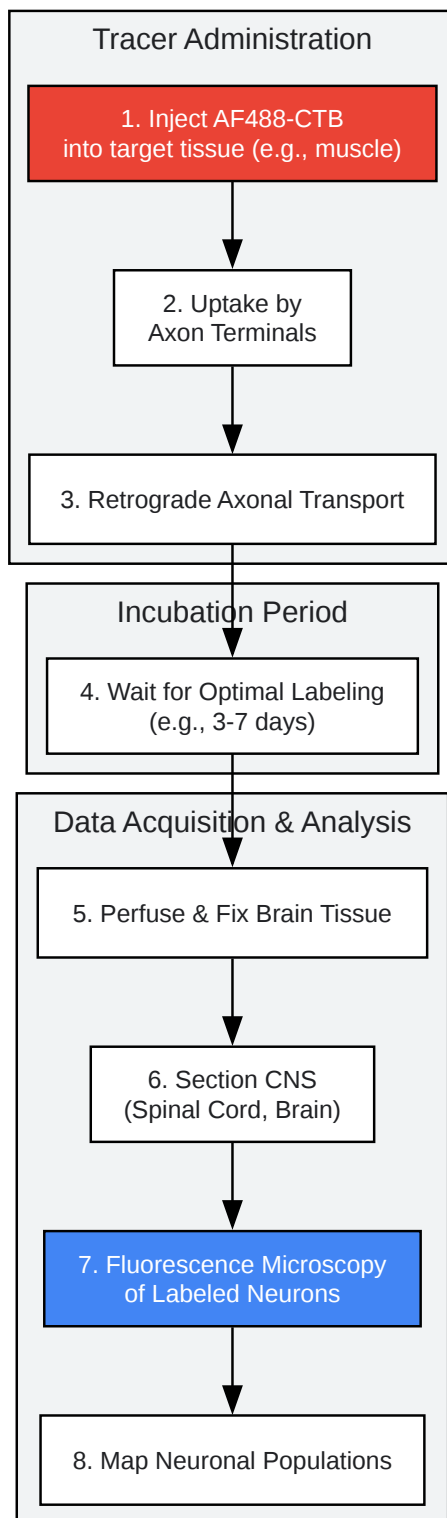 Tracer Administration
1. Inject AF488-CTB
into target tissue (e.g., muscle)
2. Uptake by
Axon Terminals
3. Retrograde Axonal Transport
Incubation Period
4. Wait for Optimal Labeling
(e.g., 3-7 days)
Data Acquisition & Analysis
5. Perfuse & Fix Brain Tissue
6. Section CNS
(Spinal Cord, Brain)
7. Fluorescence Microscopy
of Labeled Neurons
8. Map Neuronal Populations